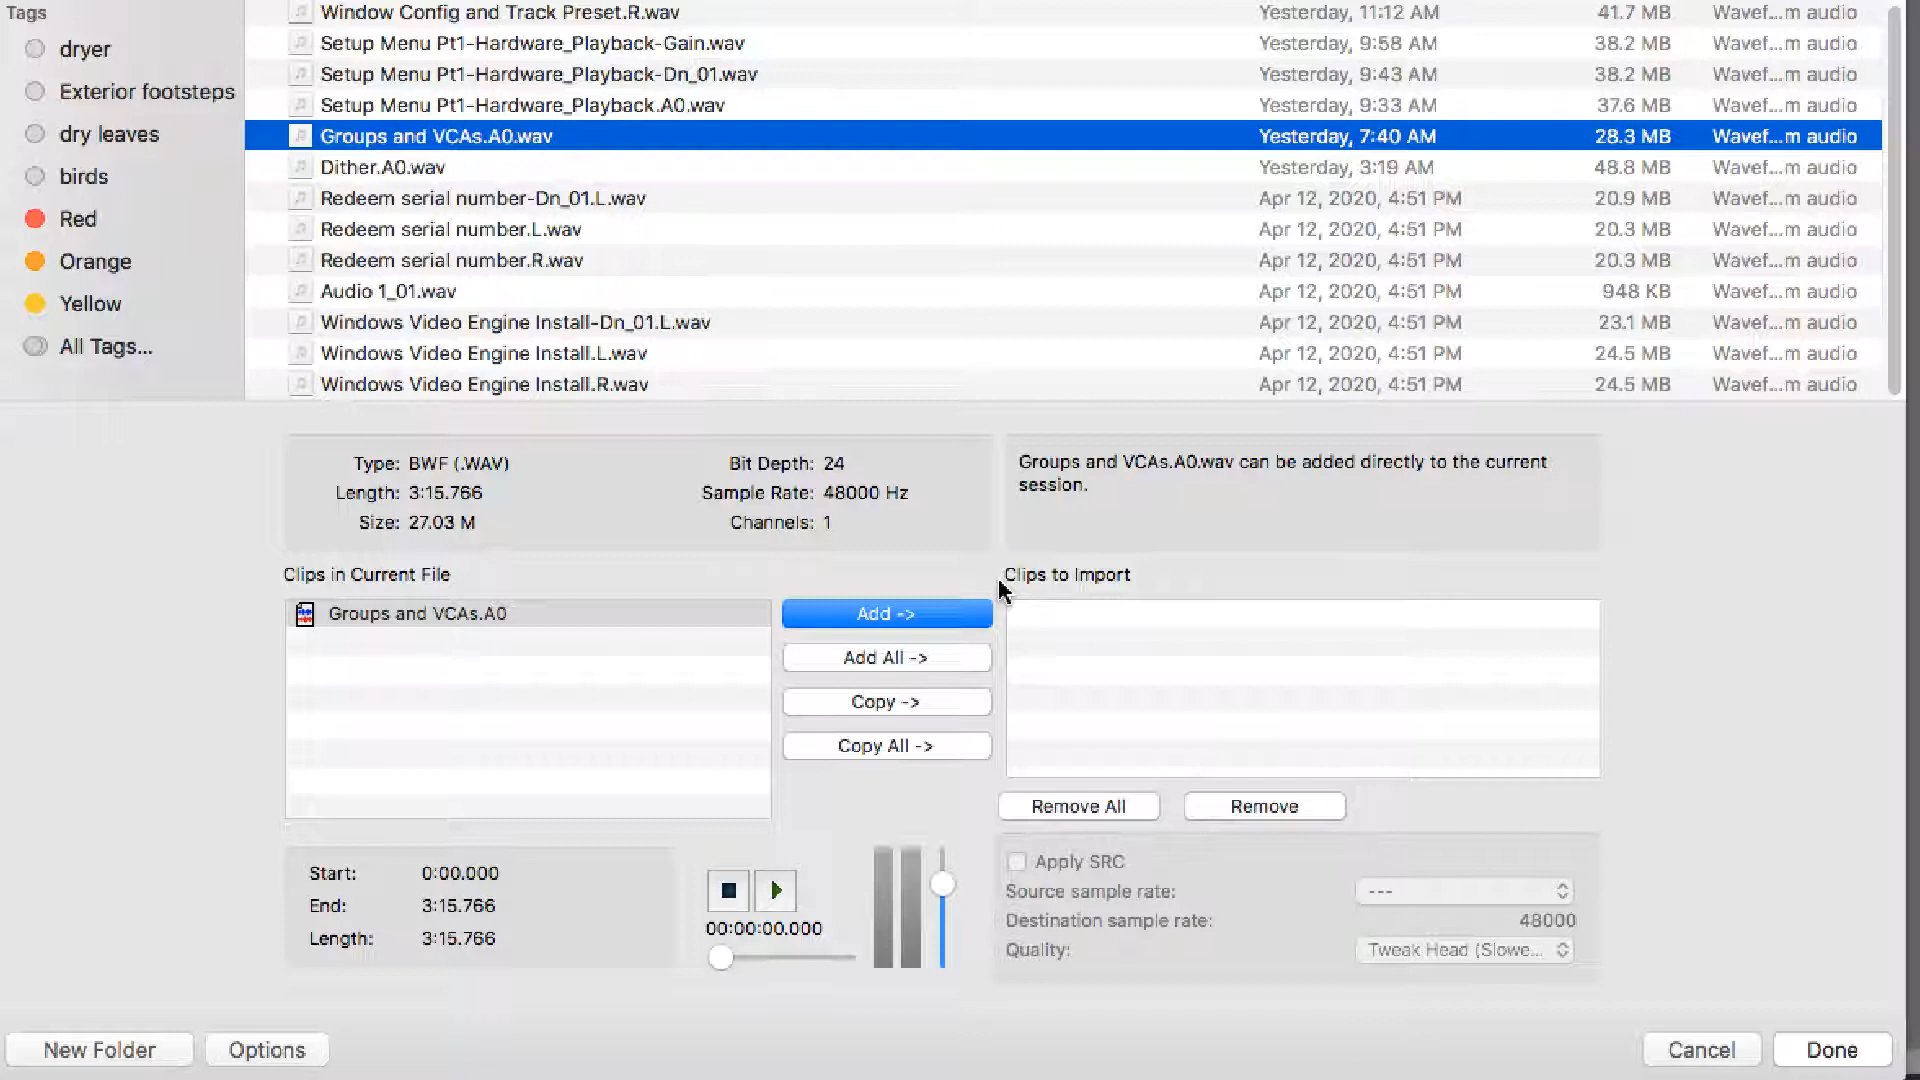 Tags
dryer
Exterior footsteps
dry leaves
birds
Red
Orange
Yellow
All Tags...
Window Config and Track Preset.R.wav Yesterday, 11:12 AM 41.7 MB Wavef...m audio
Setup Menu Pt1-Hardware_Playback-Gain.wav Yesterday, 9:58 AM 38.2 MB Wavef...m audio
Setup Menu Pt1-Hardware_Playback-Dn_01.wav Yesterday, 9:43 AM 38.2 MB Wavef...m audio
Setup Menu Pt1-Hardware_Playback.A0.wav Yesterday, 9:33 AM 37.6 MB Wavef...m audio
Groups and VCAs.A0.wav Yesterday, 7:40 AM 28.3 MB Wavef...m audio
Dither.A0.wav Yesterday, 3:19 AM 48.8 MB Wavef...m audio
Redeem serial number-Dn_01.L.wav Apr 12, 2020, 4:51 PM 20.9 MB Wavef...m audio
Redeem serial number.L.wav Apr 12, 2020, 4:51 PM 20.3 MB Wavef...m audio
Redeem serial number.R.wav Apr 12, 2020, 4:51 PM 20.3 MB Wavef...m audio
Audio 1_01.wav Apr 12, 2020, 4:51 PM 948 KB Wavef...m audio
Windows Video Engine Install-Dn_01.L.wav Apr 12, 2020, 4:51 PM 23.1 MB Wavef...m audio
Windows Video Engine Install.L.wav Apr 12, 2020, 4:51 PM 24.5 MB Wavef...m audio
Windows Video Engine Install.R.wav Apr 12, 2020, 4:51 PM 24.5 MB Wavef...m audio
Type: BWF (.WAV) Bit Depth: 24
Length: 3:15.766 Sample Rate: 48000 Hz
Size: 27.03 M Channels: 1
Groups and VCAs.A0.wav can be added directly to the current
session.
Clips in Current File
Groups and VCAs.A0
Add ->
Add All ->
Copy ->
Copy All ->
Clips to Import
Remove All Remove
Start: 0:00.000
End: 3:15.766
Length: 3:15.766
00:00:00.000
Apply SRC
Source sample rate: ---
Destination sample rate: 48000
Quality: Tweak Head (Slowe...
New Folder Options Cancel Done